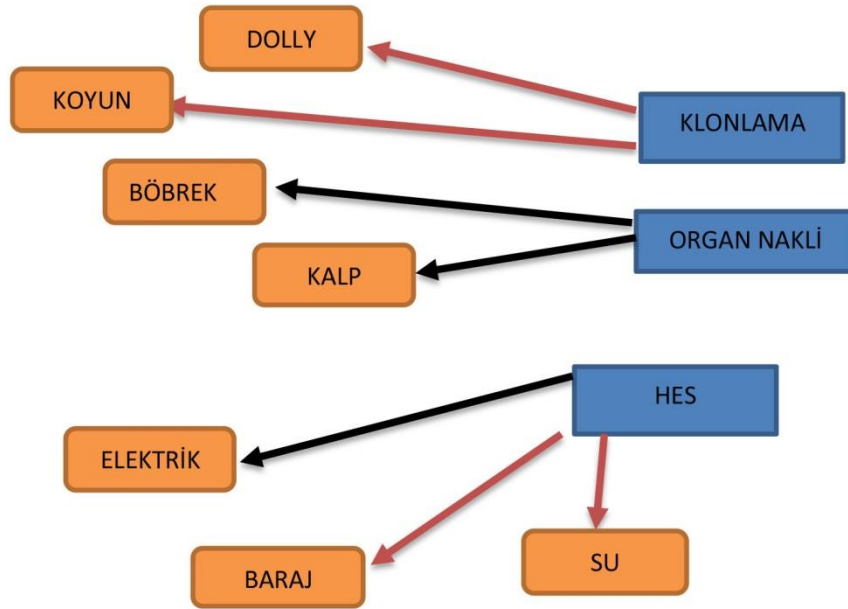 DOLLY
KOYUN
KLONLAMA
BÖBREK
ORGAN NAKLİ
KALP
HES
ELEKTRİK
BARAJ
SU